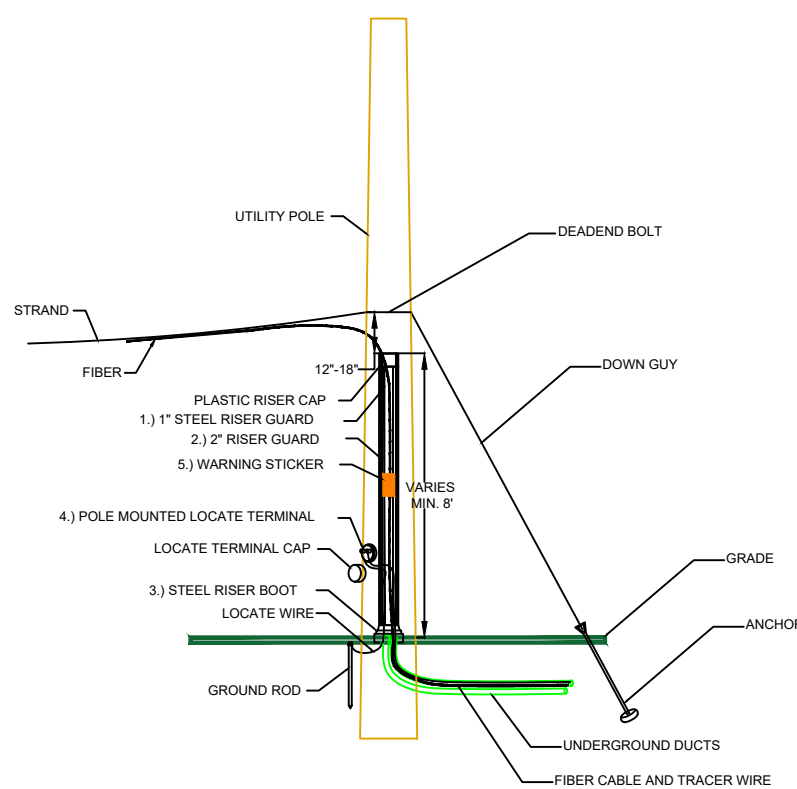 UTILITY POLE
DEADEND BOLT
STRAND
FIBER
12"-18"
DOWN GUY
PLASTIC RISER CAP
1.) 1" STEEL RISER GUARD
2.) 2" RISER GUARD
5.) WARNING STICKER
VARIES
MIN. 8'
4.) POLE MOUNTED LOCATE TERMINAL
LOCATE TERMINAL CAP
GRADE
3.) STEEL RISER BOOT
LOCATE WIRE
ANCHOR
GROUND ROD
UNDERGROUND DUCTS
FIBER CABLE AND TRACER WIRE